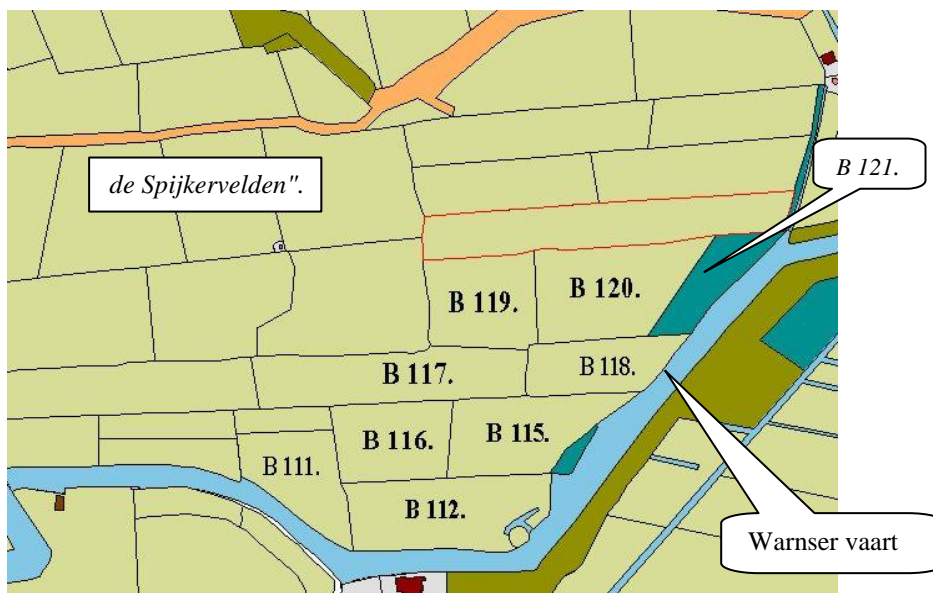 de Spijkervelden".
B 121.
B 119.
B 120.
B 117.
B 118.
B 116.
B 115.
B 111.
B 112.
Warnser vaart